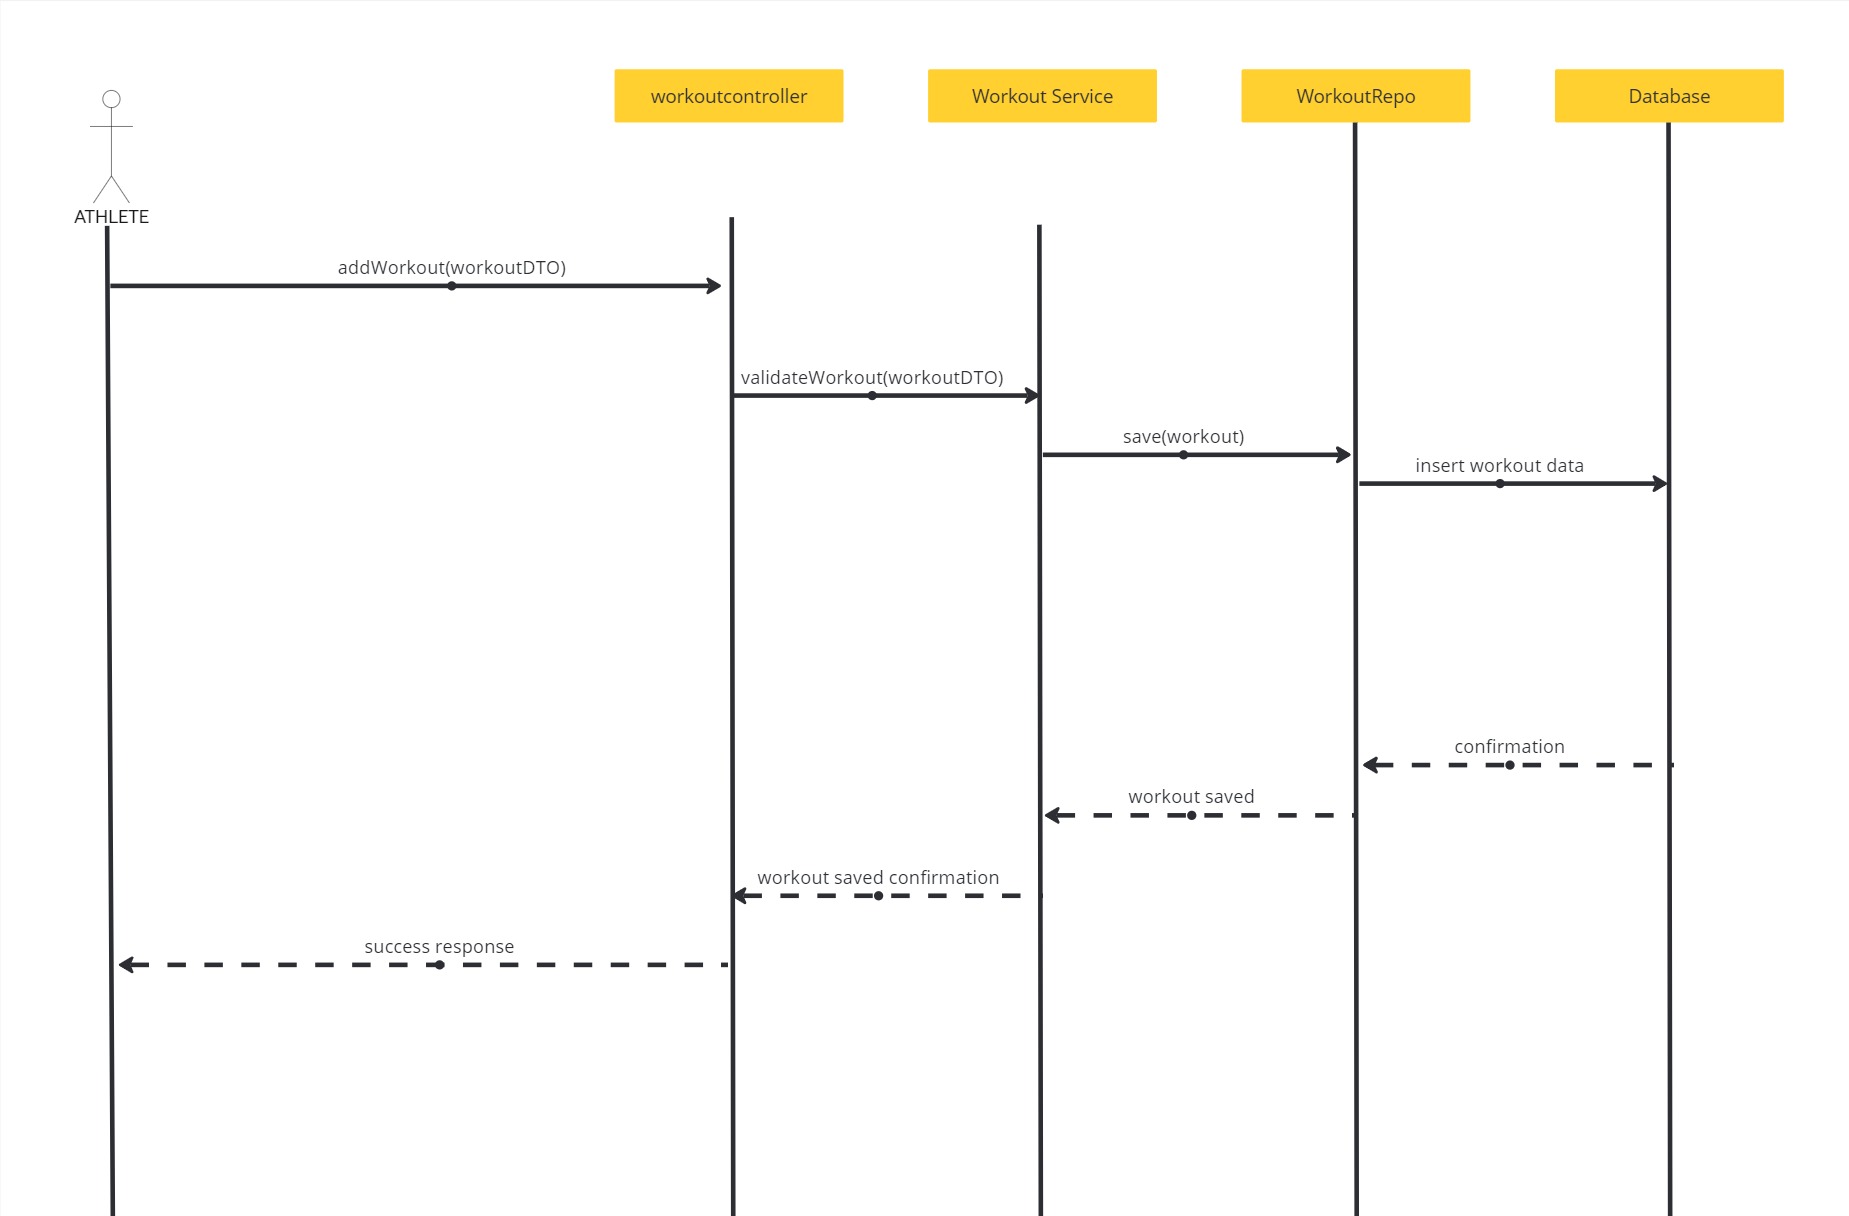 workoutcontroller
Workout Service
WorkoutRepo
Database
ATHLETE
addWorkout(workoutDTO)
validateWorkout(workoutDTO)
save(workout)
insert workout data
confirmation
workout saved
workout saved confirmation
success response